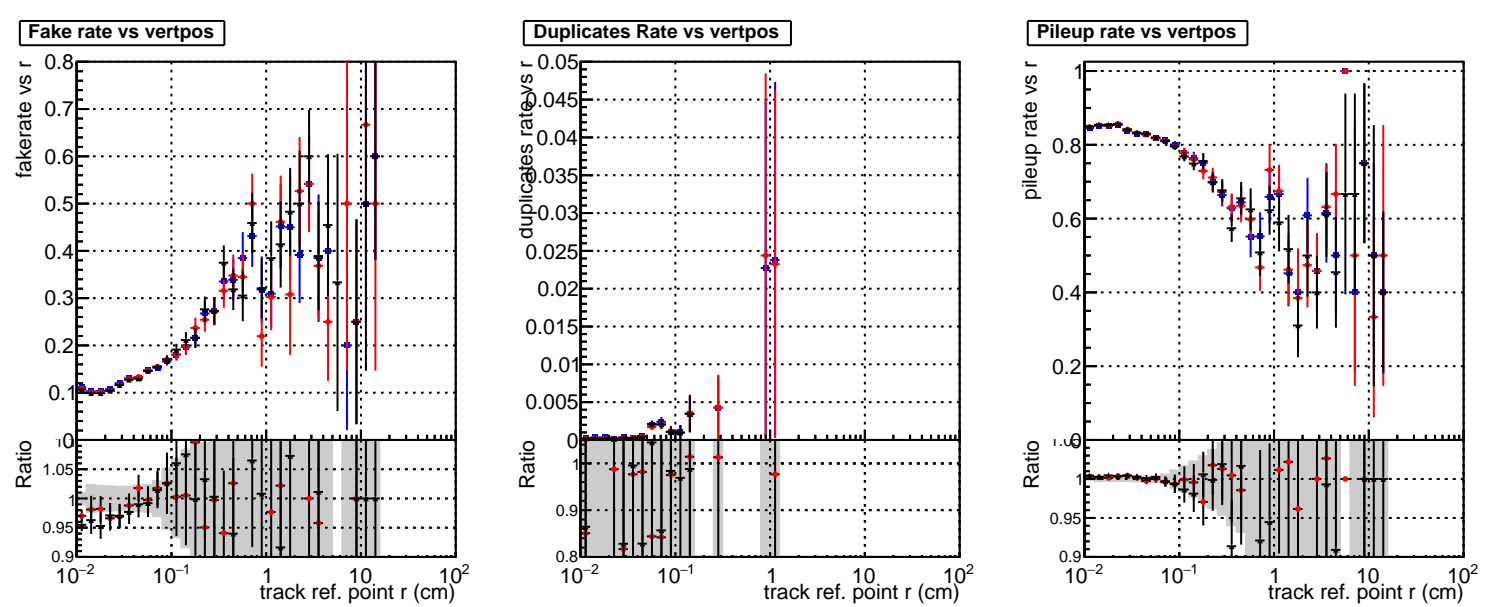 Fake rate vs vertpos
fakerate vs r
0.8
0.7
0.6
0.5
0.4
0.3
0.2
0.1
0
Ratio
1.05
1
0.95
0.9
10⁻² 10⁻¹ 1 10 10²
track ref. point r (cm)
Duplicates Rate vs vertpos
duplicates rate vs r
0.05
0.045
0.04
0.035
0.03
0.025
0.02
0.015
0.01
0.005
0
Ratio
1
0.9
0.8
10⁻² 10⁻¹ 1 10 10²
track ref. point r (cm)
Pileup rate vs vertpos
pileup rate vs r
1
0.8
0.6
0.4
0.2
0
Ratio
1
0.95
0.9
10⁻² 10⁻¹ 1 10 10²
track ref. point r (cm)